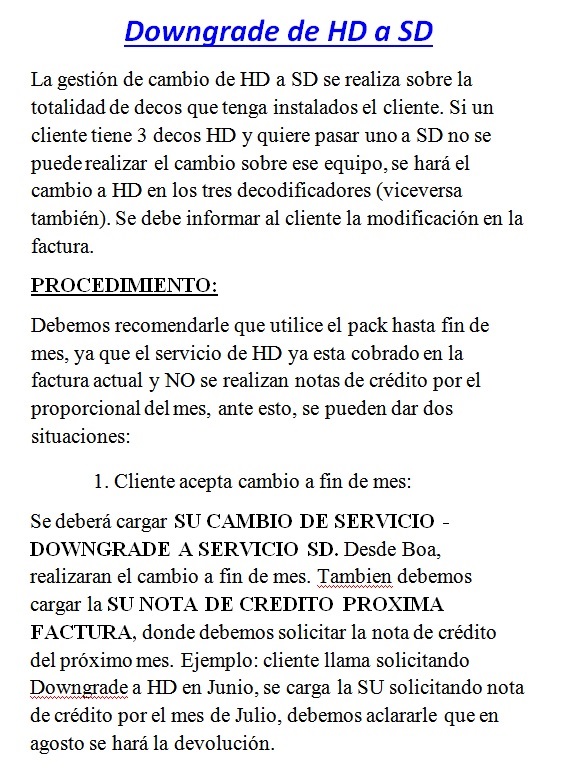 Downgrade de HD a SD
La gestión de cambio de HD a SD se realiza sobre la
totalidad de decos que tenga instalados el cliente. Si un
cliente tiene 3 decos HD y quiere pasar uno a SD no se
puede realizar el cambio sobre ese equipo, se hará el
cambio a HD en los tres decodificadores (viceversa
también). Se debe informar al cliente la modificación en la
factura.
PROCEDIMIENTO:
Debemos recomendarle que utilice el pack hasta fin de
mes, ya que el servicio de HD ya esta cobrado en la
factura actual y NO se realizan notas de crédito por el
proporcional del mes, ante esto, se pueden dar dos
situaciones:
1. Cliente acepta cambio a fin de mes:
Se deberá cargar SU CAMBIO DE SERVICIO -
DOWNGRADE A SERVICIO SD. Desde Boa,
realizaran el cambio a fin de mes. Tambien debemos
cargar la SU NOTA DE CREDITO PROXIMA
FACTURA, donde debemos solicitar la nota de crédito
del próximo mes. Ejemplo: cliente llama solicitando
Downgrade a HD en Junio, se carga la SU solicitando nota
de crédito por el mes de Julio, debemos aclararle que en
agosto se hará la devolución.